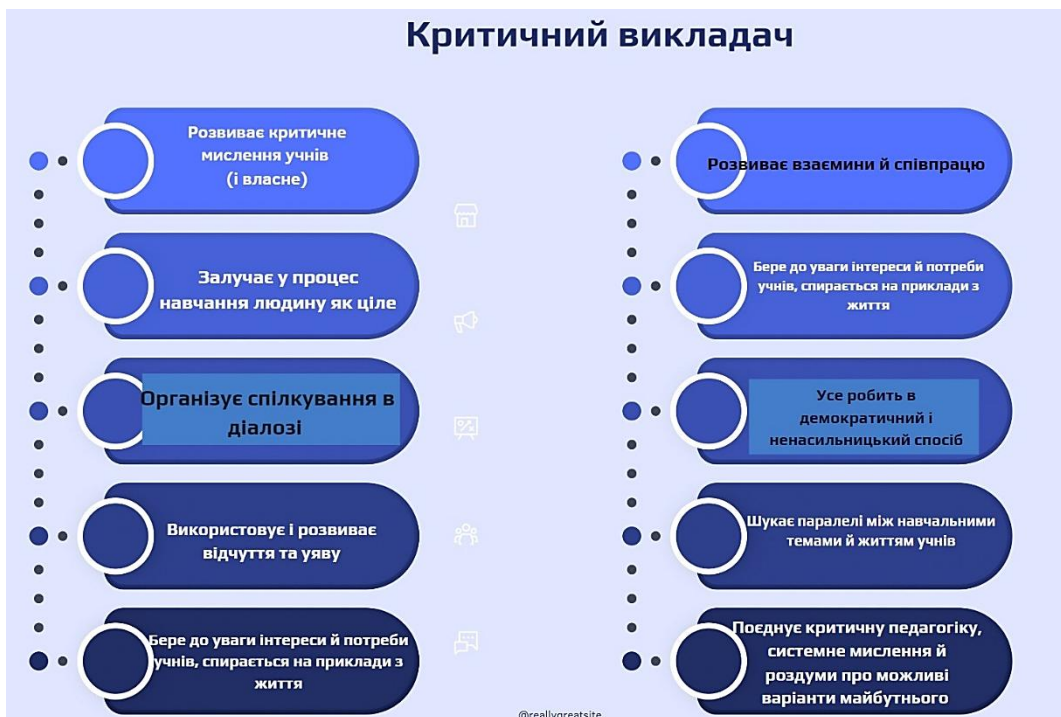 Критичний викладач
Розвиває критичне
мислення учнів
(і власне)
Залучає у процес
навчання людину як ціле
Організує спілкування в
діалозі
Використовує і розвиває
відчуття та уяву
Бере до уваги інтереси й потреби
учнів, спирається на приклади з
життя
Розвиває взаємини й співпрацю
Бере до уваги інтереси й потреби
учнів, спирається на приклади з
життя
Усе робить в
демократичний і
ненасильницький спосіб
Шукає паралелі між навчальними
темами й життям учнів
Поєднує критичну педагогіку,
системне мислення й
роздуми про можливі
варіанти майбутнього
@reallygreatsite